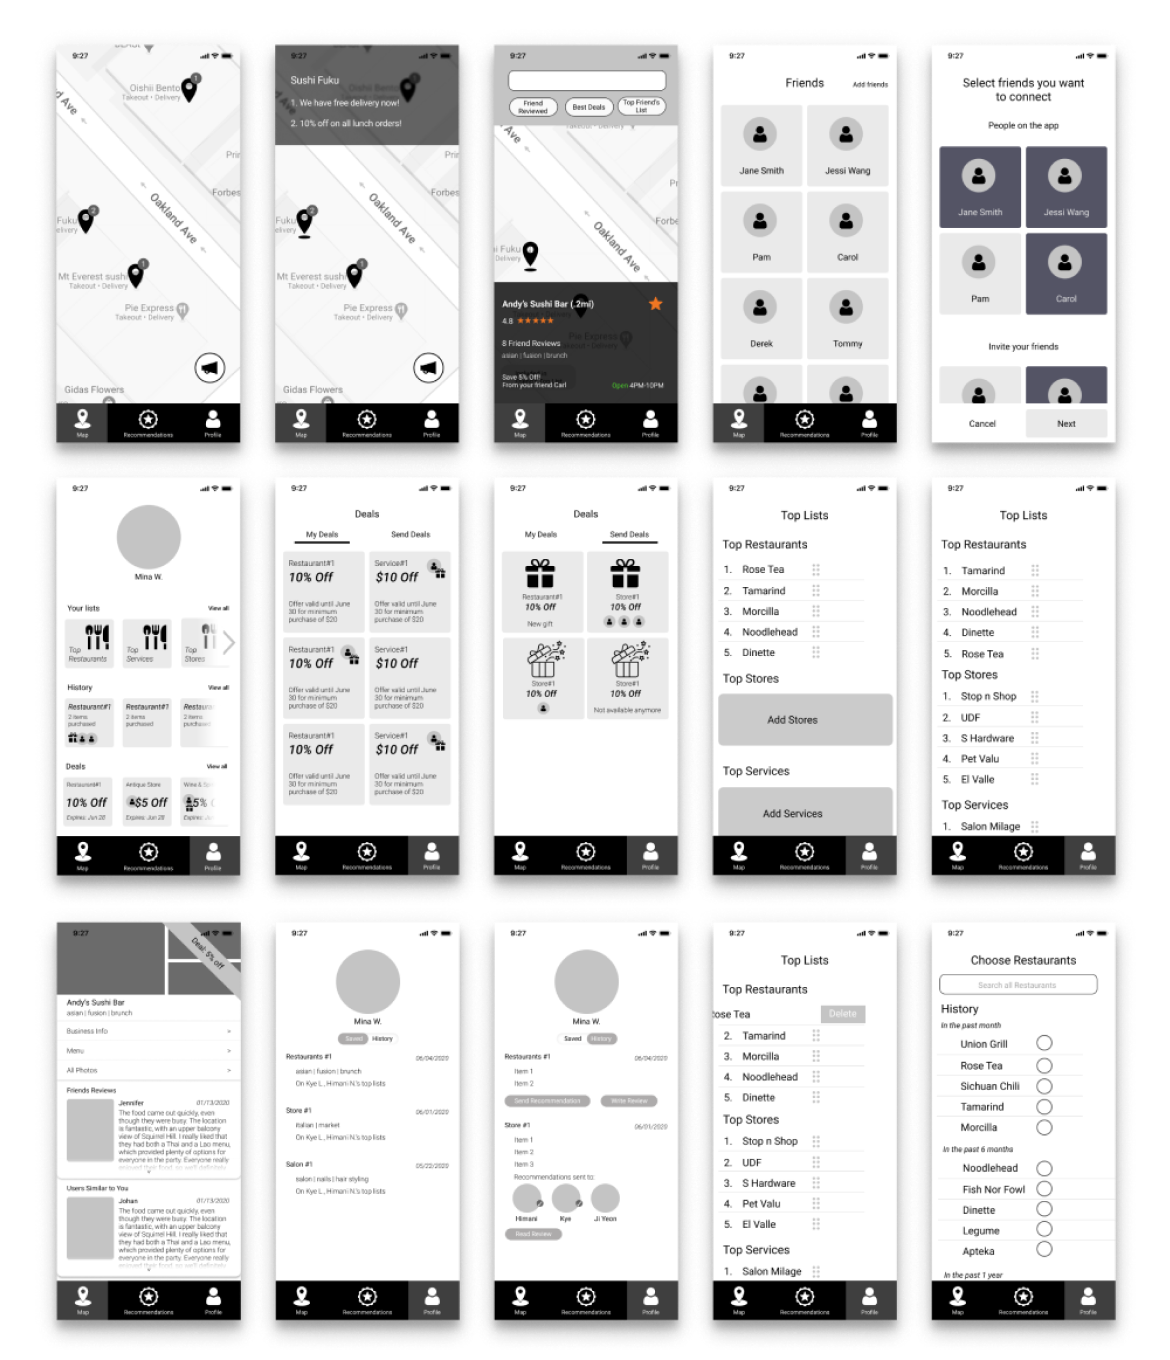 9:27
Oishii Bento
1
Takeout • Delivery
Ave
Prir
Forbes
Oakland Ave
Fuku
2
elivery
Mt Everest sushi
1
Takeout • Delivery
Pie Express
Takeout • Delivery
Gidas Flowers
Map
Recommendations
Profile
9:27
Sushi Fuku
1. We have free delivery now!
2. 10% off on all lunch orders!
Prir
Forbes
Oakland Ave
Fuku
2
elivery
Mt Everest sushi
1
Takeout • Delivery
Pie Express
Takeout • Delivery
Gidas Flowers
Map
Recommendations
Profile
9:27
Friend
Reviewed
Best Deals
Top Friend's
List
Takeout • Delivery
Ave
Pr
Forbe
Oakland Ave
i Fuku
Delivery
Andy's Sushi Bar (.2mi)
4.8
Pie Express
8 Friend Reviews
asian | fusion | brunch
Save 5% Off!
From your friend Carl
Open 4PM-10PM
Map
Recommendations
Profile
9:27
Friends
Add friends
Jane Smith
Jessi Wang
Pam
Carol
Derek
Tommy
Map
Recommendations
Profile
9:27
Select friends you want
to connect
People on the app
Jane Smith
Jessi Wang
Pam
Carol
Invite your friends
Cancel
Next
9:27
Mina W.
Your lists
View all
Top
Restaurants
Top
Services
Top
Stores
History
View all
Restaurant#1
2 items
purchased
Restaurant#1
2 items
purchased
Restaura
2 items
purchased
Deals
View all
Restaurant#1
10% Off
Expires: Jun 28
Antique Store
$5 Off
Expires: Jun 28
Wine & Sp
5%
Expires: Jun
Map
Recommendations
Profile
9:27
Deals
My Deals
Send Deals
Restaurant#1
10% Off
Offer valid until June
30 for minimum
purchase of $20
Service#1
$10 Off
Offer valid until June
30 for minimum
purchase of $20
Restaurant#1
10% Off
Offer valid until June
30 for minimum
purchase of $20
Service#1
$10 Off
Offer valid until June
30 for minimum
purchase of $20
Restaurant#1
10% Off
Offer valid until June
30 for minimum
purchase of $20
Service#1
$10 Off
Offer valid until June
30 for minimum
purchase of $20
Map
Recommendations
Profile
9:27
Deals
My Deals
Send Deals
Restaurant#1
10% Off
New gift
Store#1
10% Off
Store#1
10% Off
Store#1
10% Off
Not available anymore
Map
Recommendations
Profile
9:27
Top Lists
Top Restaurants
1. Rose Tea
2. Tamarind
3. Morcilla
4. Noodlehead
5. Dinette
Top Stores
Add Stores
Top Services
Add Services
Map
Recommendations
Profile
9:27
Top Lists
Top Restaurants
1. Tamarind
2. Morcilla
3. Noodlehead
4. Dinette
5. Rose Tea
Top Stores
1. Stop n Shop
2. UDF
3. S Hardware
4. Pet Valu
5. El Valle
Top Services
1. Salon Milage
Map
Recommendations
Profile
9:27
Deal: 5% off
Andy's Sushi Bar
asian | fusion | brunch
Business Info >
Menu >
All Photos >
Friends Reviews
Jennifer
01/13/2020
The food came out quickly, even
though they were busy. The location
is fantastic, with an upper balcony
view of Squirrel Hill. I really liked that
they had both a Thai and a Lao menu,
which provided plenty of options for
everyone in the party. Everyone really
enjoyed their food, so we'll definitely
Users Similar to You
Johan
01/13/2020
The food came out quickly, even
though they were busy. The location
is fantastic, with an upper balcony
view of Squirrel Hill. I really liked that
they had both a Thai and a Lao menu,
which provided plenty of options for
everyone in the party. Everyone really
enjoyed their food, so we'll definitely
Map
Recommendations
Profile
9:27
Mina W.
Saved
History
Restaurants #1
06/04/2020
asian | fusion | brunch
On Kye L., Himani N.'s top lists
Store #1
06/01/2020
italian | market
On Kye L., Himani N.'s top lists
Salon #1
05/22/2020
salon | nails | hair styling
On Kye L., Himani N.'s top lists
Map
Recommendations
Profile
9:27
Mina W.
Saved
History
Restaurants #1
06/04/2020
Item 1
Item 2
Send Recommendation
Write Review
Store #1
06/01/2020
Item 1
Item 2
Item 3
Recommendations sent to:
Himani
Kye
Ji Yeon
Read Review
Map
Recommendations
Profile
9:27
Top Lists
Top Restaurants
Rose Tea
Delete
2. Tamarind
3. Morcilla
4. Noodlehead
5. Dinette
Top Stores
1. Stop n Shop
2. UDF
3. S Hardware
4. Pet Valu
5. El Valle
Top Services
1. Salon Milage
Map
Recommendations
Profile
9:27
Choose Restaurants
Search all Restaurants
History
In the past month
Union Grill
Rose Tea
Sichuan Chili
Tamarind
Morcilla
In the past 6 months
Noodlehead
Fish Nor Fowl
Dinette
Legume
Apteka
In the past 1 year
Map
Recommendations
Profile